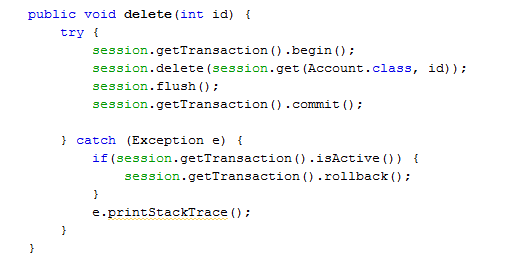 public void delete(int id) {
try {
session.getTransaction().begin();
session.delete(session.get(Account.class, id));
session.flush();
session.getTransaction().commit();
} catch (Exception e) {
if(session.getTransaction().isActive()) {
session.getTransaction().rollback();
}
e.printStackTrace();
}
}